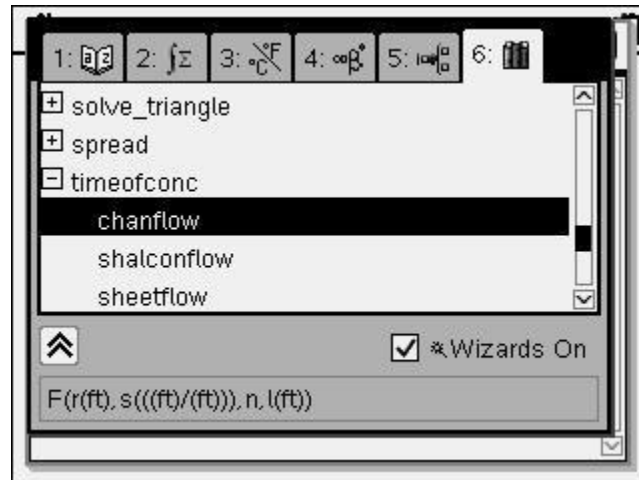 1: 2: ∫Σ 3: °C°F 4: ∞β° 5: 6:
solve_triangle
spread
timeofconc
chanflow
shalconflow
sheetflow
Wizards On
F(r(ft), s(((ft)/(ft))), n, l(ft))